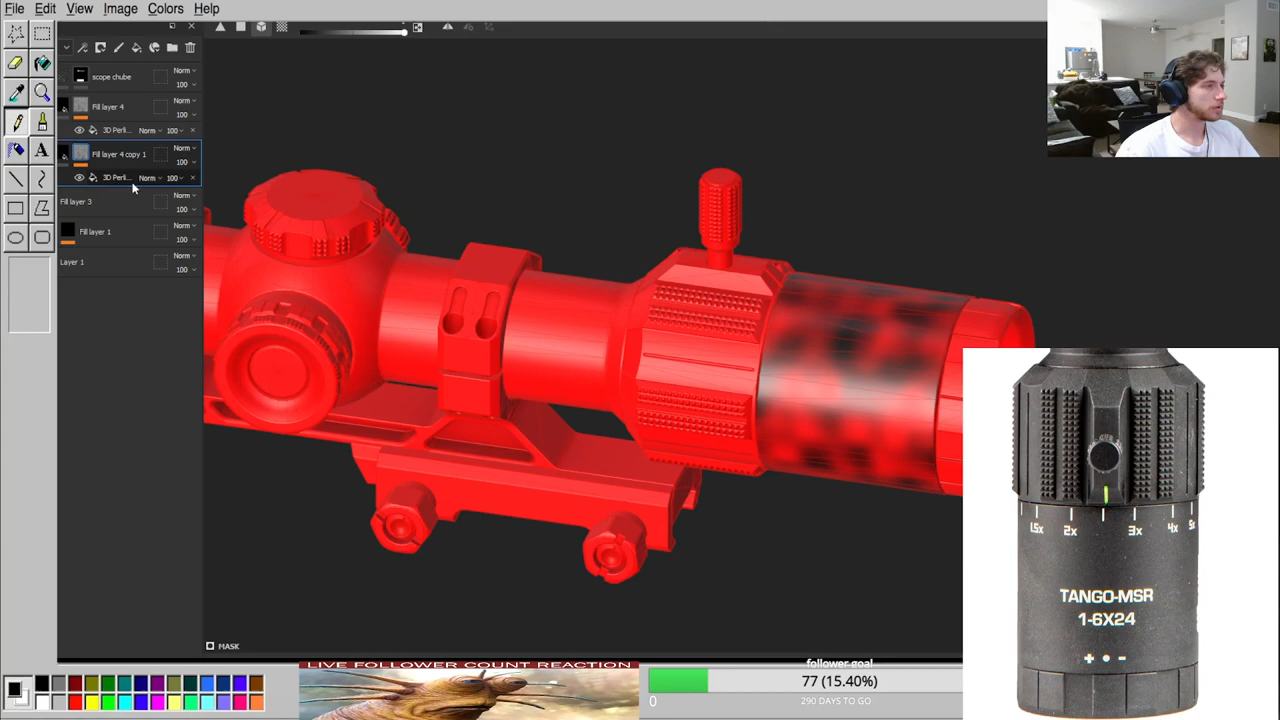 File Edit View Image Colors Help
scope chube
Norm
100
Fill layer 4
Norm
100
3D Perli... Norm 100
Fill layer 4 copy 1
Norm
100
3D Perli... Norm 100
Fill layer 3
Norm
100
Fill layer 1
Norm
100
Layer 1
Norm
100
MASK
1.5x 2x 3x 4x 5x
TANGO-MSR
1-6X24
+ • -
LIVE FOLLOWER COUNT REACTION
follower goal
77 (15.40%)
0
290 DAYS TO GO